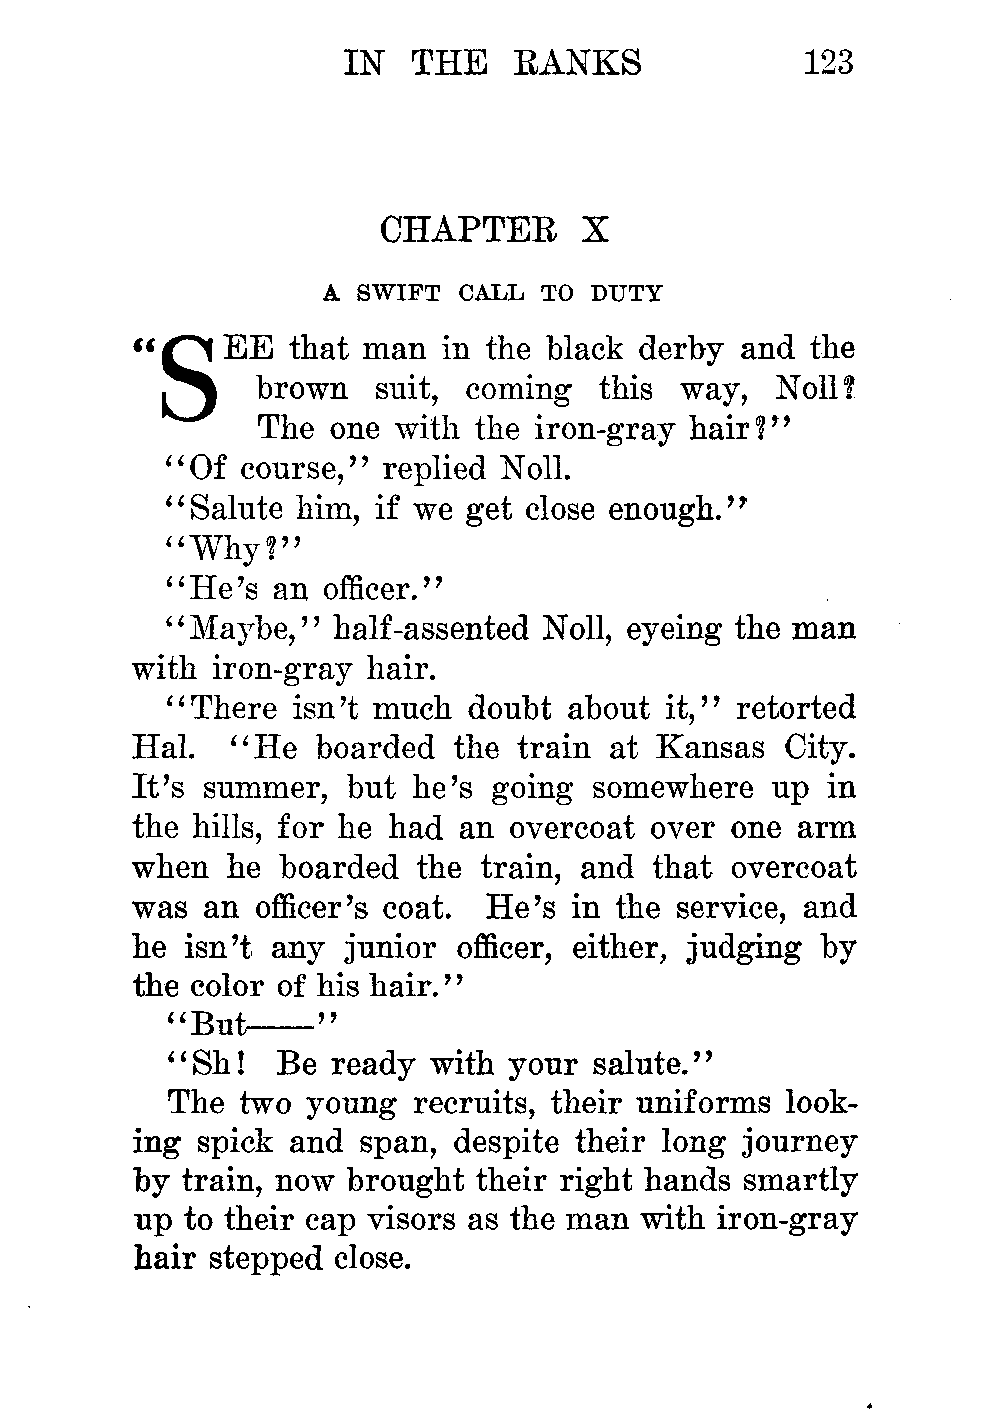 IN THE RANKS 123
CHAPTER X
A SWIFT CALL TO DUTY
“SEE that man in the black derby and the
brown suit, coming this way, Noll?
The one with the iron-gray hair?”
“Of course,” replied Noll.
“Salute him, if we get close enough.”
“Why?”
“He’s an officer.”
“Maybe,” half-assented Noll, eyeing the man
with iron-gray hair.
“There isn’t much doubt about it,” retorted
Hal. “He boarded the train at Kansas City.
It’s summer, but he’s going somewhere up in
the hills, for he had an overcoat over one arm
when he boarded the train, and that overcoat
was an officer’s coat. He’s in the service, and
he isn’t any junior officer, either, judging by
the color of his hair.”
“But——”
“Sh! Be ready with your salute.”
The two young recruits, their uniforms look-
ing spick and span, despite their long journey
by train, now brought their right hands smartly
up to their cap visors as the man with iron-gray
hair stepped close.